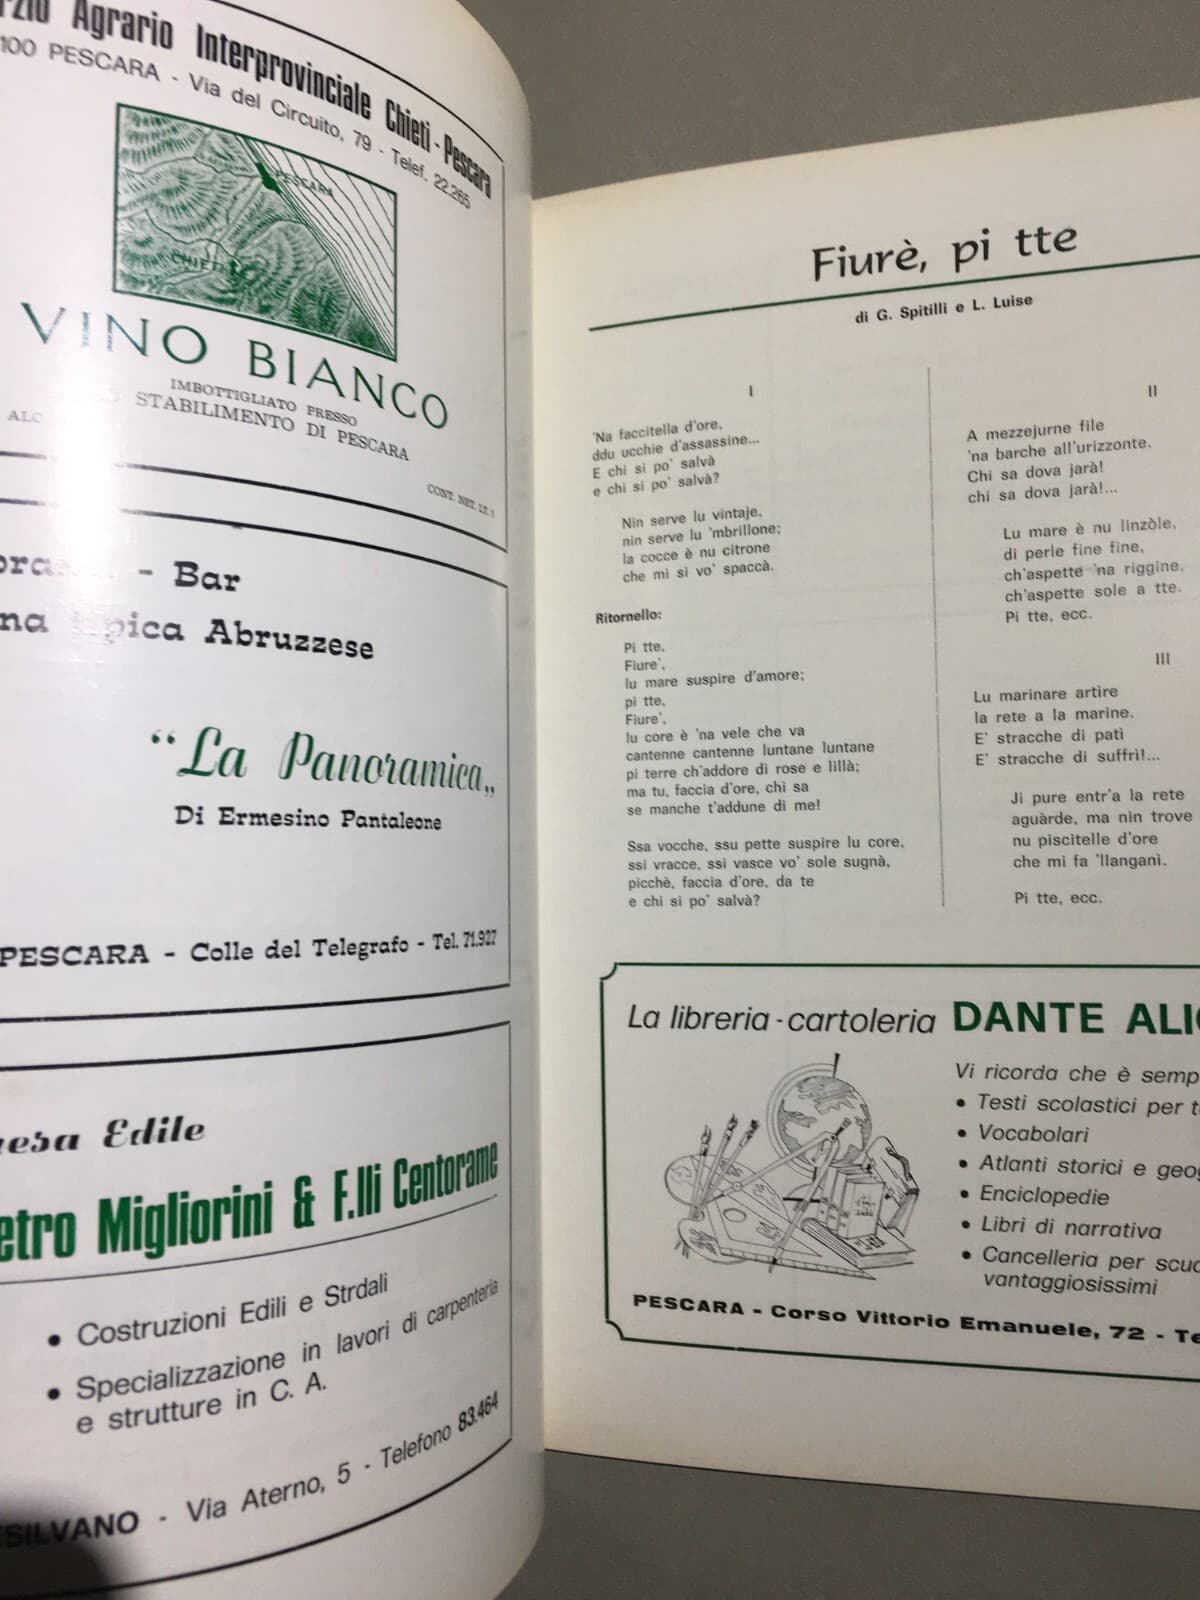 Agrario Interprovinciale Chieti - Pescara
100 PESCARA - Via del Circuito, 79 - Telef. 22.265
PESCARA
CHIETI
VINO BIANCO
IMBOTTIGLIATO PRESSO
STABILIMENTO DI PESCARA
CONT. NET. LT. 1
- Bar
Abruzzese
“La Panoramica„
Di Ermesino Pantaleone
PESCARA - Colle del Telegrafo - Tel. 71.927
Edile
Migliorini & F.lli Centorame
• Costruzioni Edili e Strdali
• Specializzazione in lavori di carpenteria
e strutture in C. A.
SILVANO - Via Aterno, 5 - Telefono 83.464
Fiurè, pi tte
di G. Spitilli e L. Luise
I
'Na faccitella d'ore,
ddu ucchie d'assassine...
E chi si po' salvà
e chi si po' salvà?
Nin serve lu vintaje,
nin serve lu 'mbrillone;
la cocce è nu citrone
che mi si vo' spaccà.
Ritornello:
Pi tte,
Fiure',
lu mare suspire d'amore;
pi tte,
Fiure',
lu core è 'na vele che va
cantenne cantenne luntane luntane
pi terre ch'addore di rose e lillà;
ma tu, faccia d'ore, chi sa
se manche t'addune di me!
Ssa vocche, ssu pette suspire lu core,
ssi vracce, ssi vasce vo' sole sugnà,
picchè, faccia d'ore, da te
e chi si po' salvà?
II
A mezzejurne file
'na barche all'urizzonte.
Chi sa dova jarà!
chi sa dova jarà!...
Lu mare è nu linzòle,
di perle fine fine,
ch'aspette 'na riggine,
ch'aspette sole a tte.
Pi tte, ecc.
III
Lu marinare artìre
la rete a la marine.
E' stracche di patì
E' stracche di suffrì!...
Ji pure entr'a la rete
aguàrde, ma nin trove
nu piscitelle d'ore
che mi fa 'llanganì.
Pi tte, ecc.
La libreria - cartoleria DANTE
Vi ricorda che è
• Testi scolastici per
• Vocabolari
• Atlanti storici e
• Enciclopedie
• Libri di narrativa
• Cancelleria per
vantaggiosissimi
PESCARA - Corso Vittorio Emanuele, 72 -